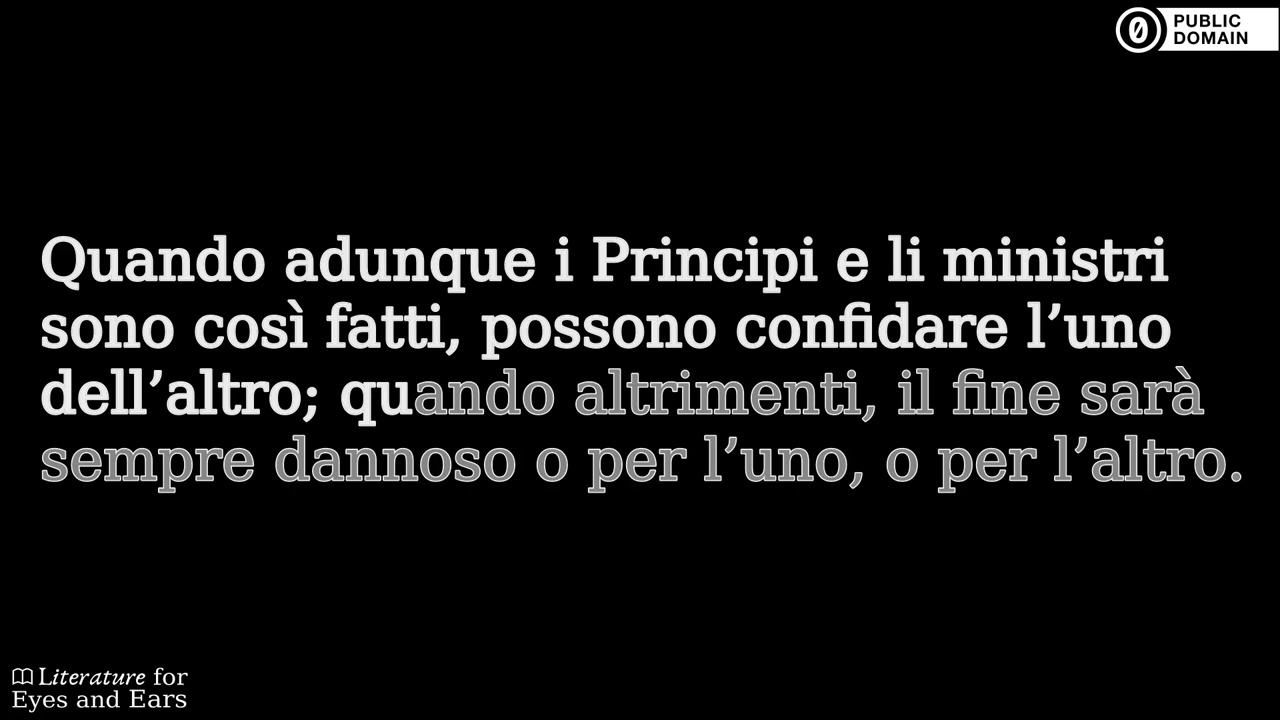 PUBLIC
DOMAIN
Quando adunque i Principi e li ministri
sono così fatti, possono confidare l’uno
dell’altro; quando altrimenti, il fine sarà
sempre dannoso o per l’uno, o per l’altro.
Literature for
Eyes and Ears